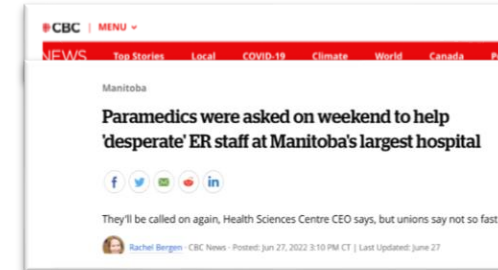 CBC | MENU
NEWS Top Stories Local COVID-19 Climate World Canada
Manitoba
Paramedics were asked on weekend to help
'desperate' ER staff at Manitoba's largest hospital
They'll be called on again, Health Sciences Centre CEO says, but unions say not so fast
Rachel Bergen · CBC News · Posted: Jun 27, 2022 3:10 PM CT | Last Updated: June 27